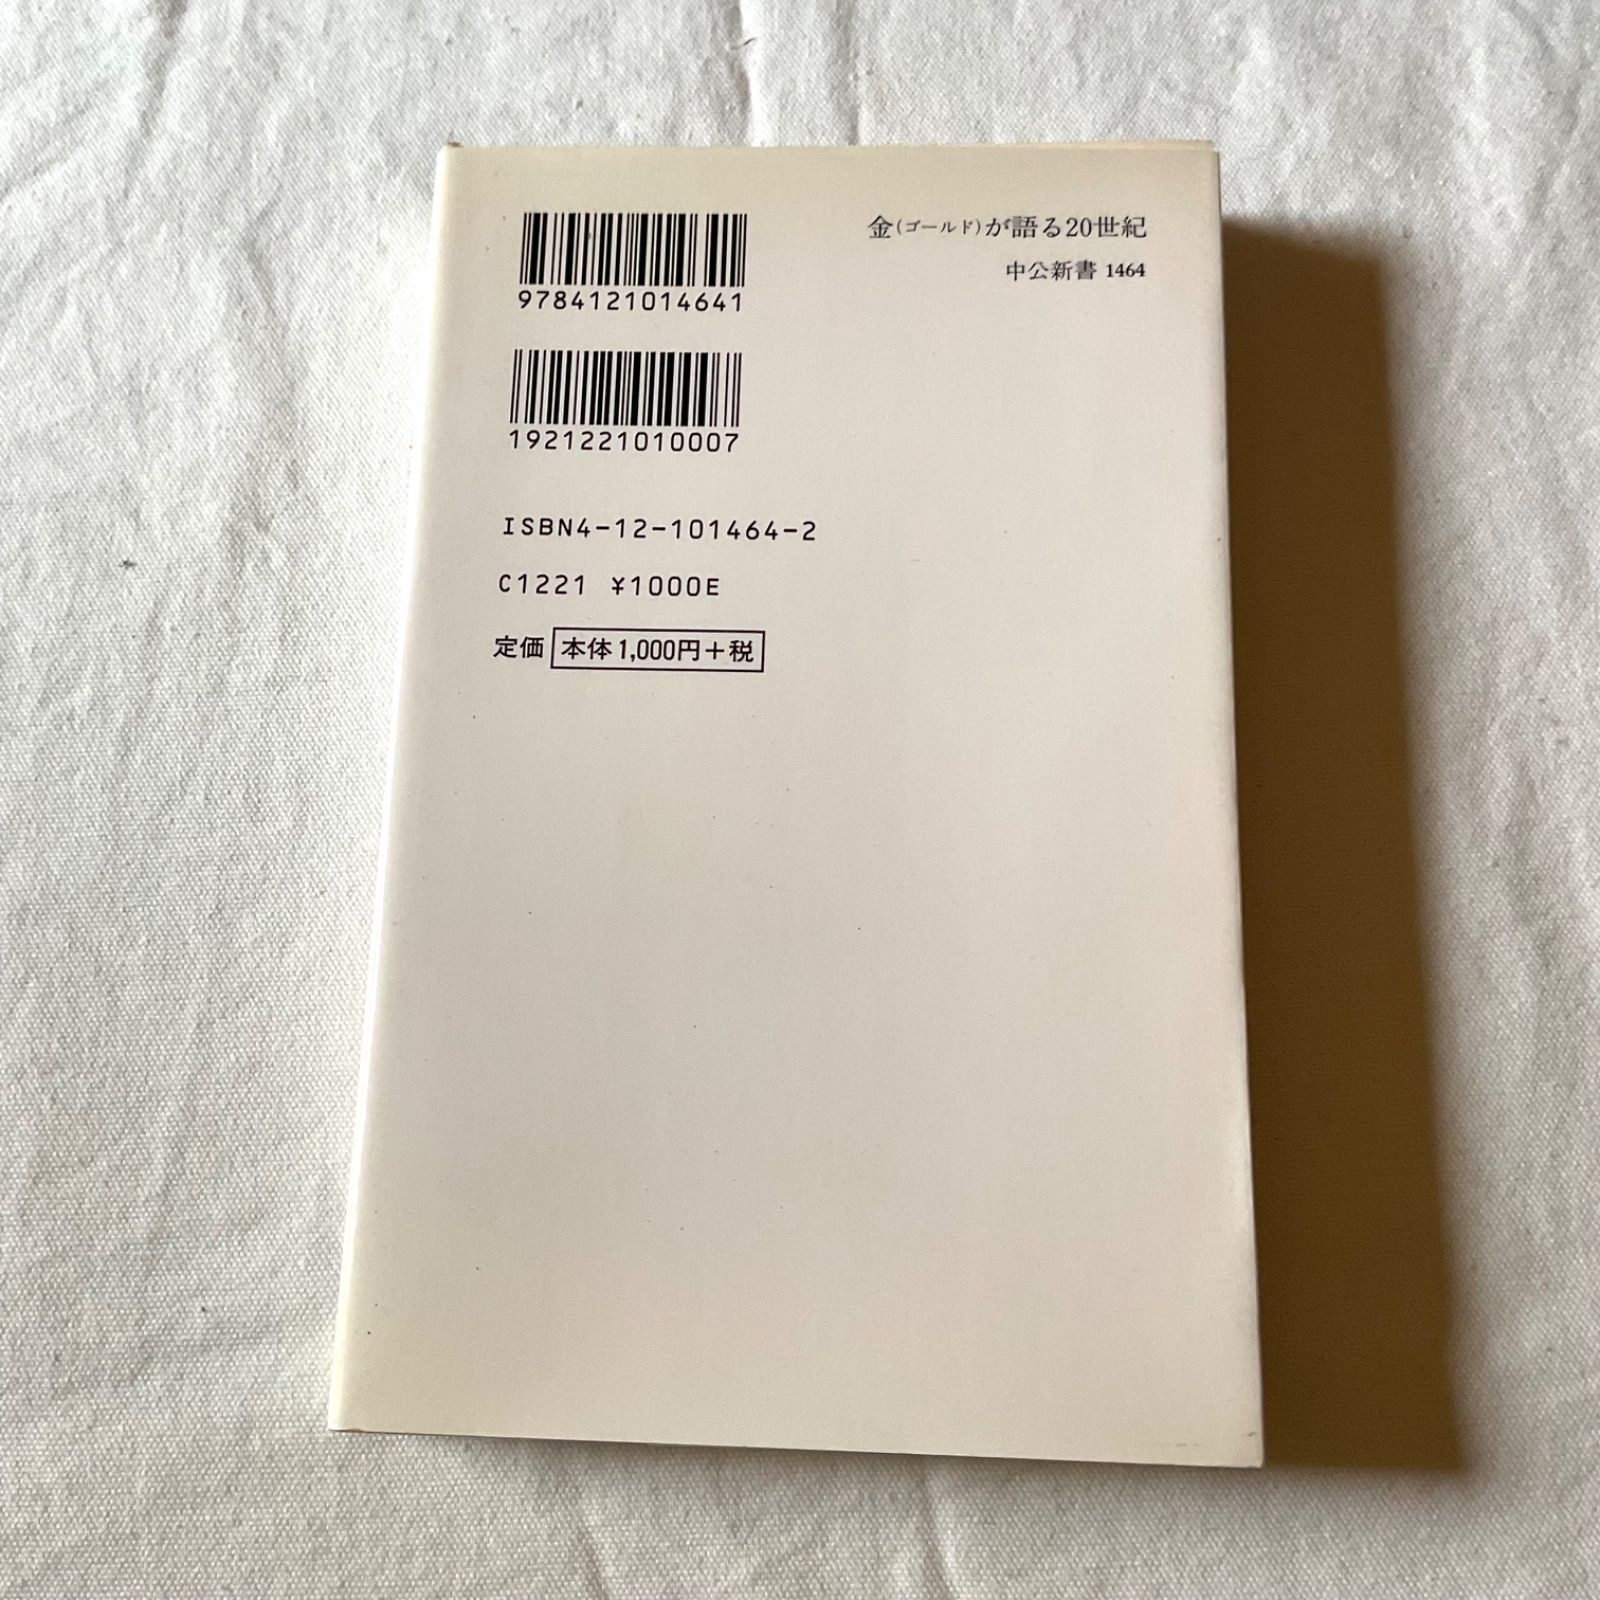 9784121014641
1921221010007
ISBN4-12-101464-2
C1221 ¥1000E
定価 本体1,000円+税
金(ゴールド)が語る20世紀
中公新書 1464